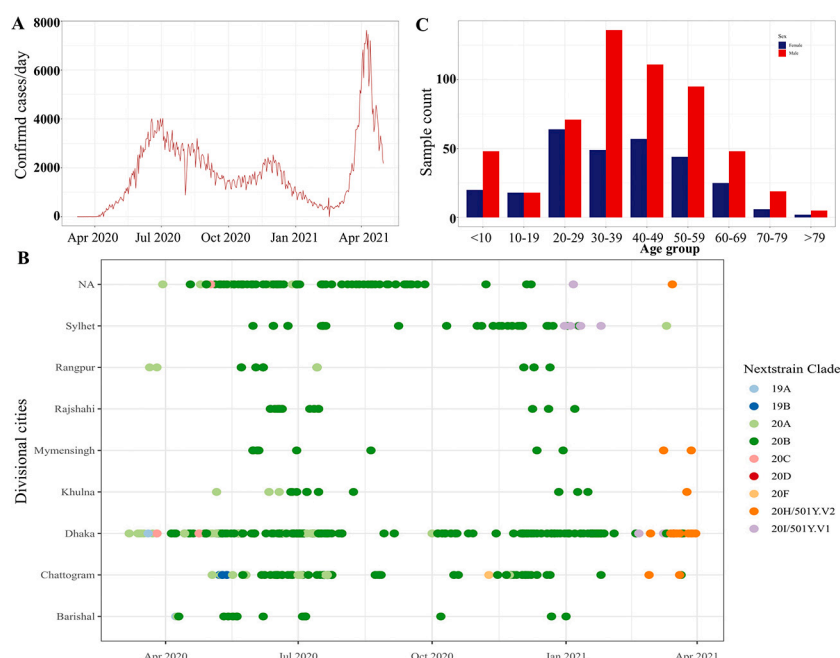 A
8000
6000
4000
2000
0
Confirmd cases/day
Apr 2020 Jul 2020 Oct 2020 Jan 2021 Apr 2021
C
Sex
Female
Male
100
50
0
Sample count
<10 10-19 20-29 30-39 40-49 50-59 60-69 70-79 >79
Age group
B
Divisional cities
NA
Sylhet
Rangpur
Rajshahi
Mymensingh
Khulna
Dhaka
Chattogram
Barishal
Apr 2020 Jul 2020 Oct 2020 Jan 2021 Apr 2021
Nextstrain Clade
19A
19B
20A
20B
20C
20D
20F
20H/501Y.V2
20I/501Y.V1